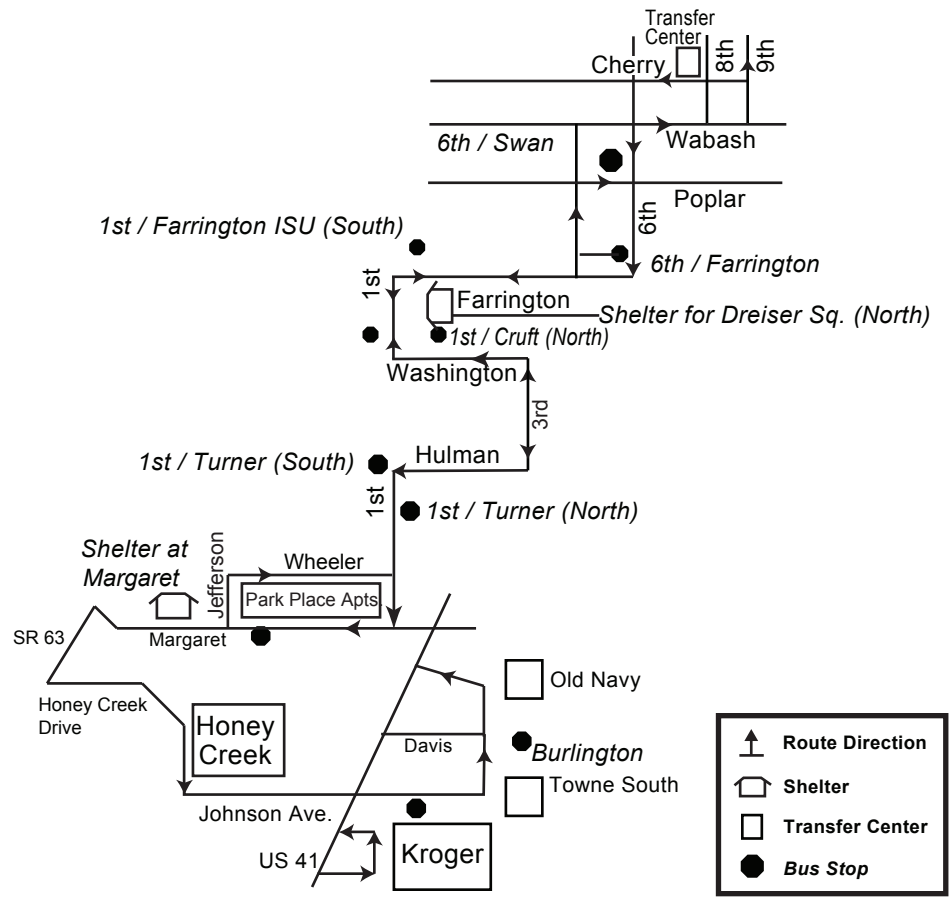 Transfer
Center
8th
9th
Cherry
6th / Swan
Wabash
Poplar
6th
1st / Farrington ISU (South)
6th / Farrington
1st
Farrington
Shelter for Dreiser Sq. (North)
1st / Cruft (North)
Washington
3rd
1st / Turner (South)
Hulman
1st
1st / Turner (North)
Shelter at
Margaret
Jefferson
Wheeler
Park Place Apts.
SR 63
Margaret
Honey Creek
Drive
Honey
Creek
Old Navy
Davis
Burlington
Towne South
Johnson Ave.
US 41
Kroger
Route Direction
Shelter
Transfer Center
Bus Stop